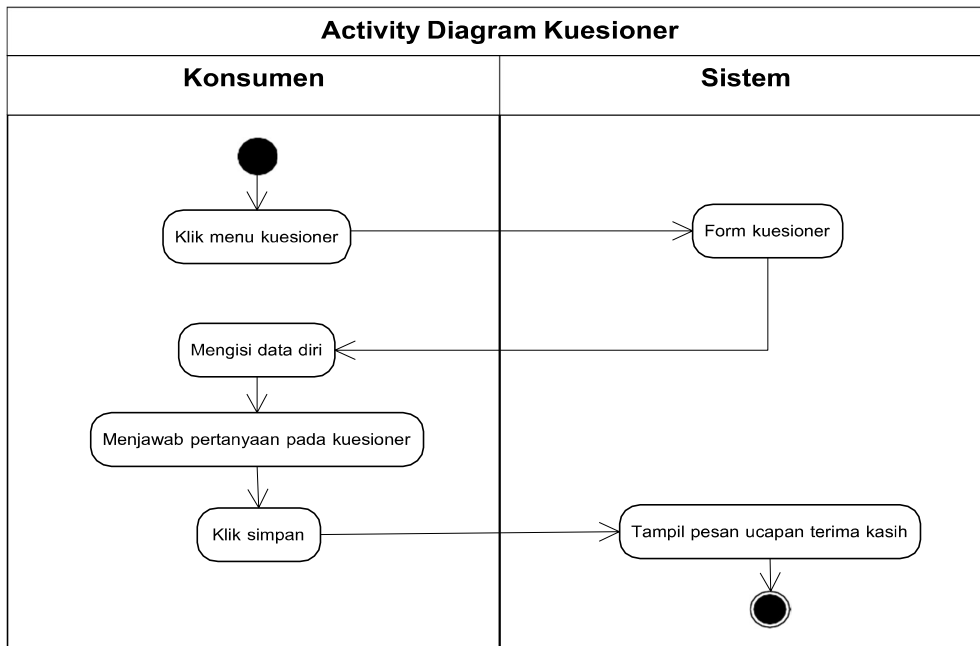 Activity Diagram Kuesioner
Konsumen
Sistem
Klik menu kuesioner
Form kuesioner
Mengisi data diri
Menjawab pertanyaan pada kuesioner
Klik simpan
Tampil pesan ucapan terima kasih